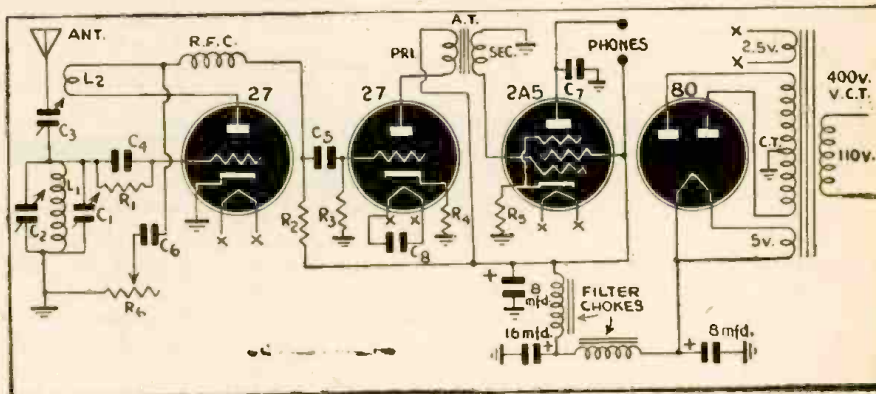 ANT.
L2
R.F.C.
27
PRI.
A.T.
SEC.
27
PHONES
C7
2A5
80
X
2.5v.
X
400v.
V.C.T.
C.T.
110v.
5v.
C3
C4
R1
L1
C2
C1
C6
R6
X X
C5
R2
R3
X X
C8
R4
R5
X X
+
8
mfd.
FILTER
CHOKES
16 mfd.
+
+
8 mfd.